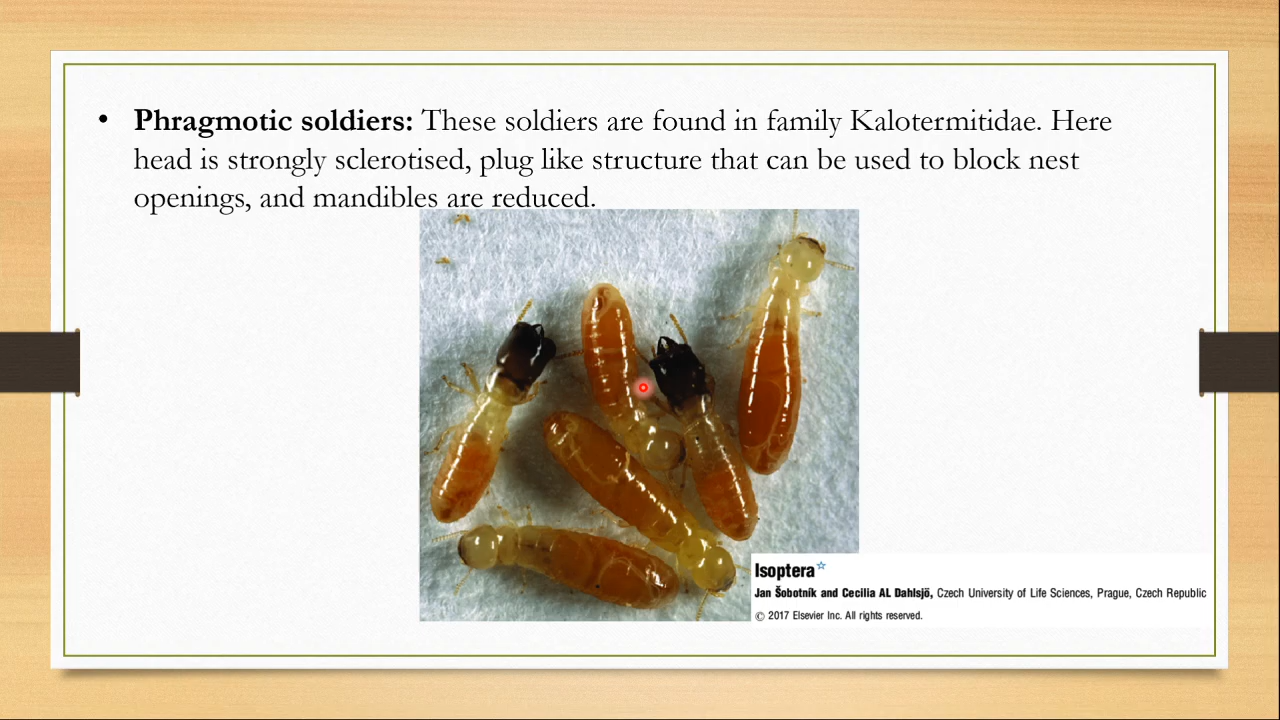 • Phragmotic soldiers: These soldiers are found in family Kalotermitidae. Here
head is strongly sclerotised, plug like structure that can be used to block nest
openings, and mandibles are reduced.
Isoptera☆
Jan Šobotník and Cecilia AL Dahlsjö, Czech University of Life Sciences, Prague, Czech Republic
© 2017 Elsevier Inc. All rights reserved.